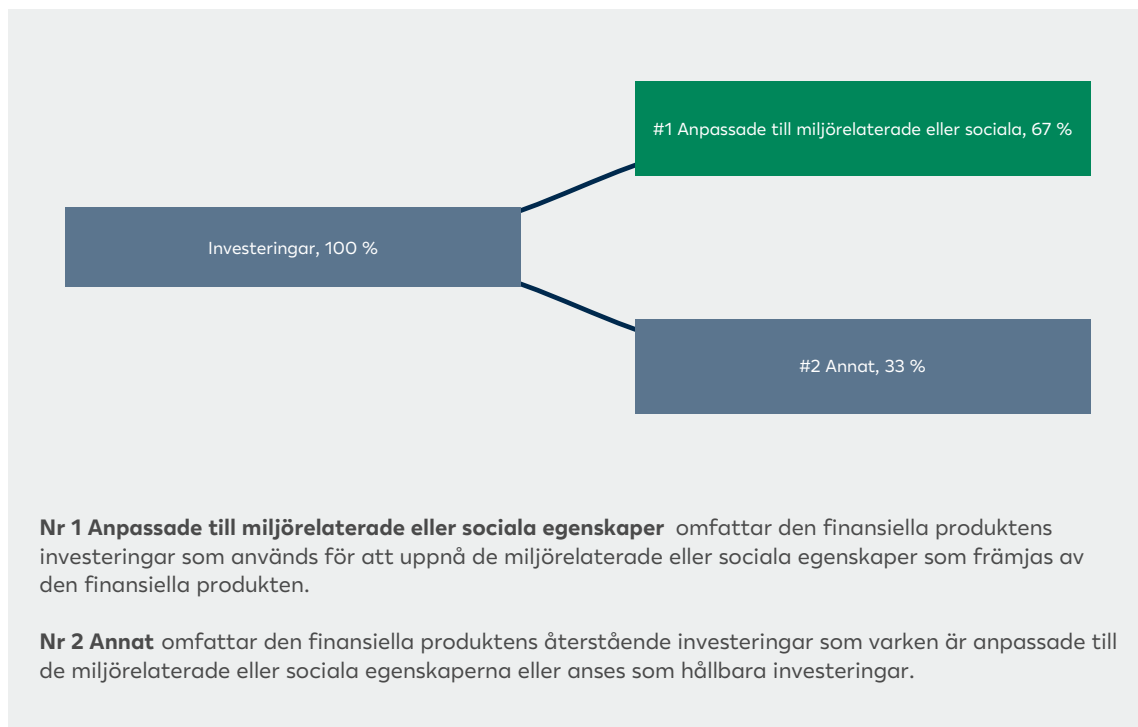 #1 Anpassade till miljörelaterade eller sociala, 67 %
Investeringar, 100 %
#2 Annat, 33 %
Nr 1 Anpassade till miljörelaterade eller sociala egenskaper omfattar den finansiella produktens
investeringar som används för att uppnå de miljörelaterade eller sociala egenskaper som främjas av
den finansiella produkten.
Nr 2 Annat omfattar den finansiella produktens återstående investeringar som varken är anpassade till
de miljörelaterade eller sociala egenskaperna eller anses som hållbara investeringar.